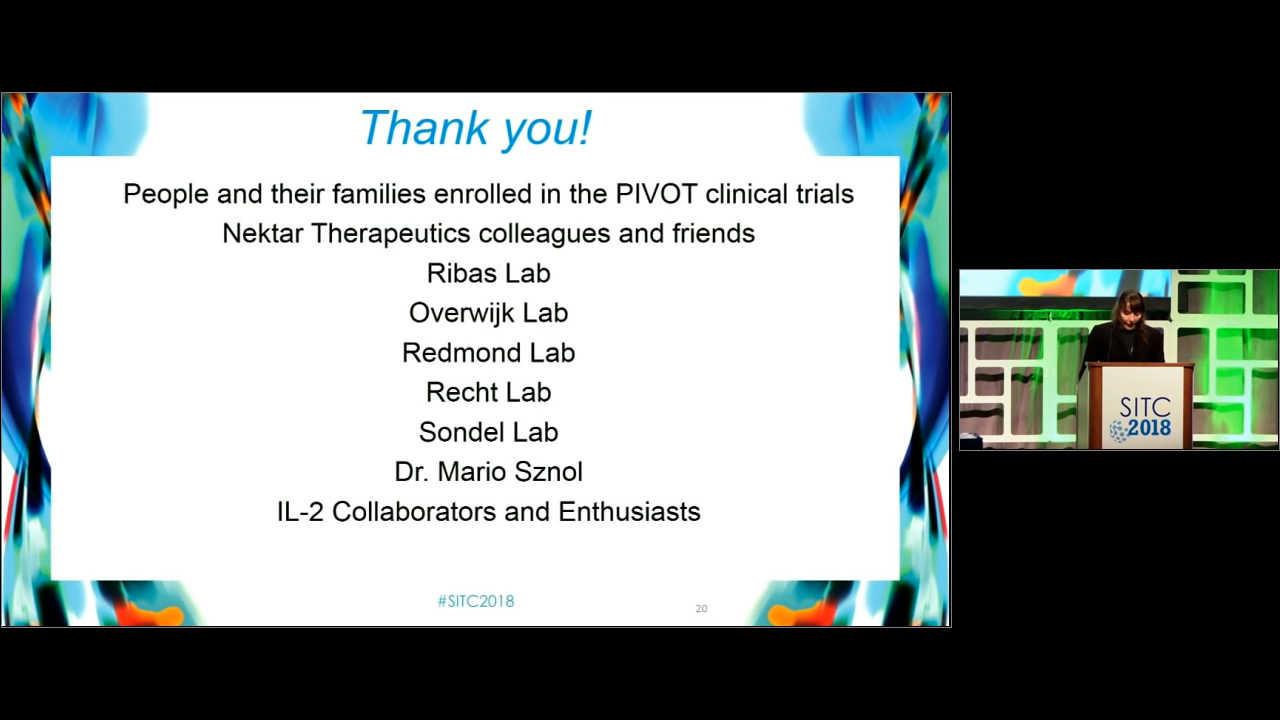 Thank you!
People and their families enrolled in the PIVOT clinical trials
Nektar Therapeutics colleagues and friends
Ribas Lab
Overwijk Lab
Redmond Lab
Recht Lab
Sondel Lab
Dr. Mario Sznol
IL-2 Collaborators and Enthusiasts
#SITC2018
20
SITC
2018